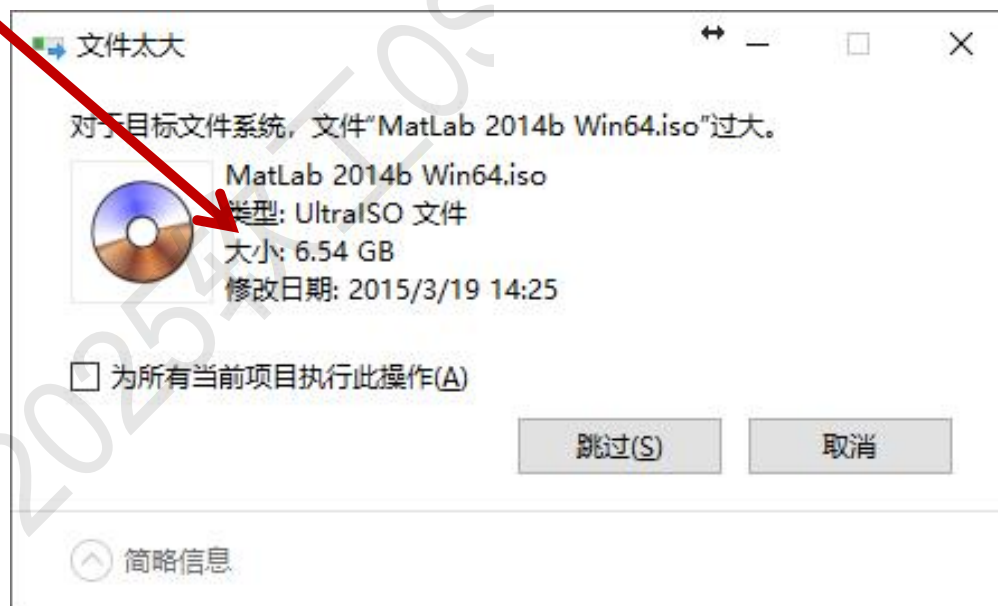 文件太大
对于目标文件系统，文件“MatLab 2014b Win64.iso”过大。
MatLab 2014b Win64.iso
类型: UltraISO 文件
大小: 6.54 GB
修改日期: 2015/3/19 14:25
为所有当前项目执行此操作(A)
跳过(S)
取消
简略信息